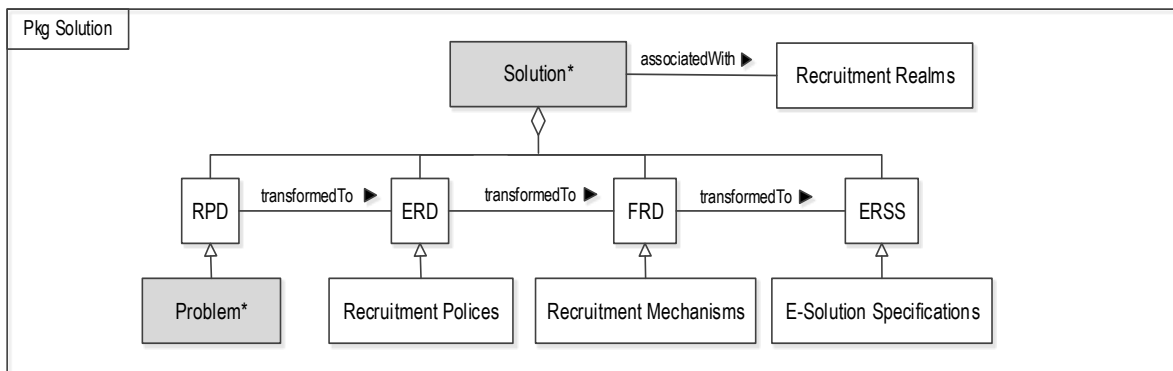 Pkg Solution
Solution*
associatedWith
Recruitment Realms
RPD
transformedTo
ERD
transformedTo
FRD
transformedTo
ERSS
Problem*
Recruitment Polices
Recruitment Mechanisms
E-Solution Specifications